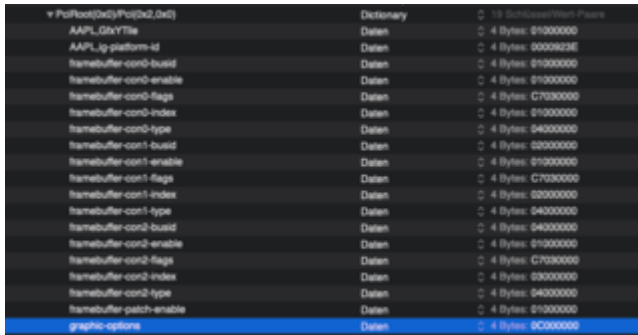 PciRoot(0x0)/Pci(0x2,0x0) Dictionary 19 Schlüssel/Wert-Paare
AAPL,GfxYTile Daten 4 Bytes: 01000000
AAPL,ig-platform-id Daten 4 Bytes: 0000923E
framebuffer-con0-busid Daten 4 Bytes: 01000000
framebuffer-con0-enable Daten 4 Bytes: 01000000
framebuffer-con0-flags Daten 4 Bytes: C7030000
framebuffer-con0-index Daten 4 Bytes: 01000000
framebuffer-con0-type Daten 4 Bytes: 04000000
framebuffer-con1-busid Daten 4 Bytes: 02000000
framebuffer-con1-enable Daten 4 Bytes: 01000000
framebuffer-con1-flags Daten 4 Bytes: C7030000
framebuffer-con1-index Daten 4 Bytes: 02000000
framebuffer-con1-type Daten 4 Bytes: 04000000
framebuffer-con2-busid Daten 4 Bytes: 04000000
framebuffer-con2-enable Daten 4 Bytes: 01000000
framebuffer-con2-flags Daten 4 Bytes: C7030000
framebuffer-con2-index Daten 4 Bytes: 03000000
framebuffer-con2-type Daten 4 Bytes: 04000000
framebuffer-patch-enable Daten 4 Bytes: 01000000
graphic-options Daten 4 Bytes: 0C000000